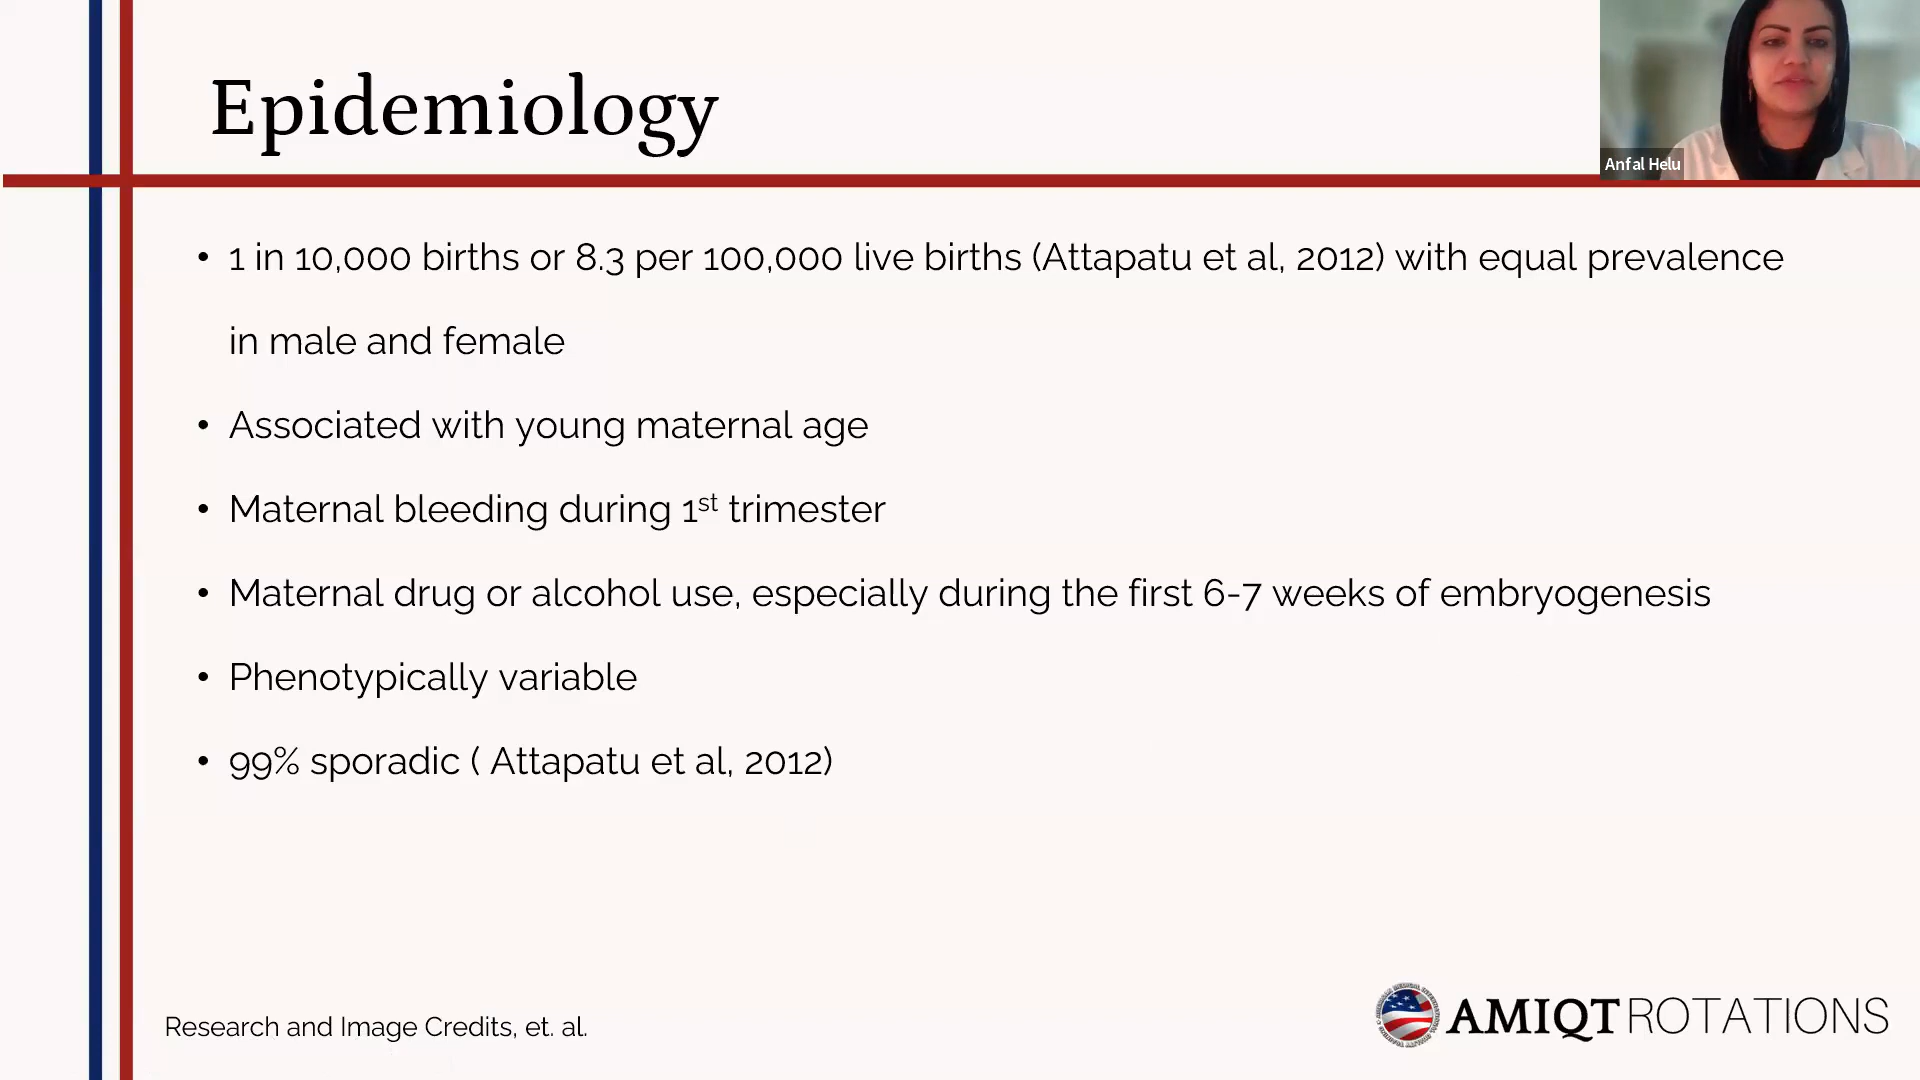 Epidemiology
Anfal Helu
• 1 in 10,000 births or 8.3 per 100,000 live births (Attapatu et al, 2012) with equal prevalence
in male and female
• Associated with young maternal age
• Maternal bleeding during 1st trimester
• Maternal drug or alcohol use, especially during the first 6-7 weeks of embryogenesis
• Phenotypically variable
• 99% sporadic ( Attapatu et al, 2012)
Research and Image Credits, et. al.
AMIQT ROTATIONS